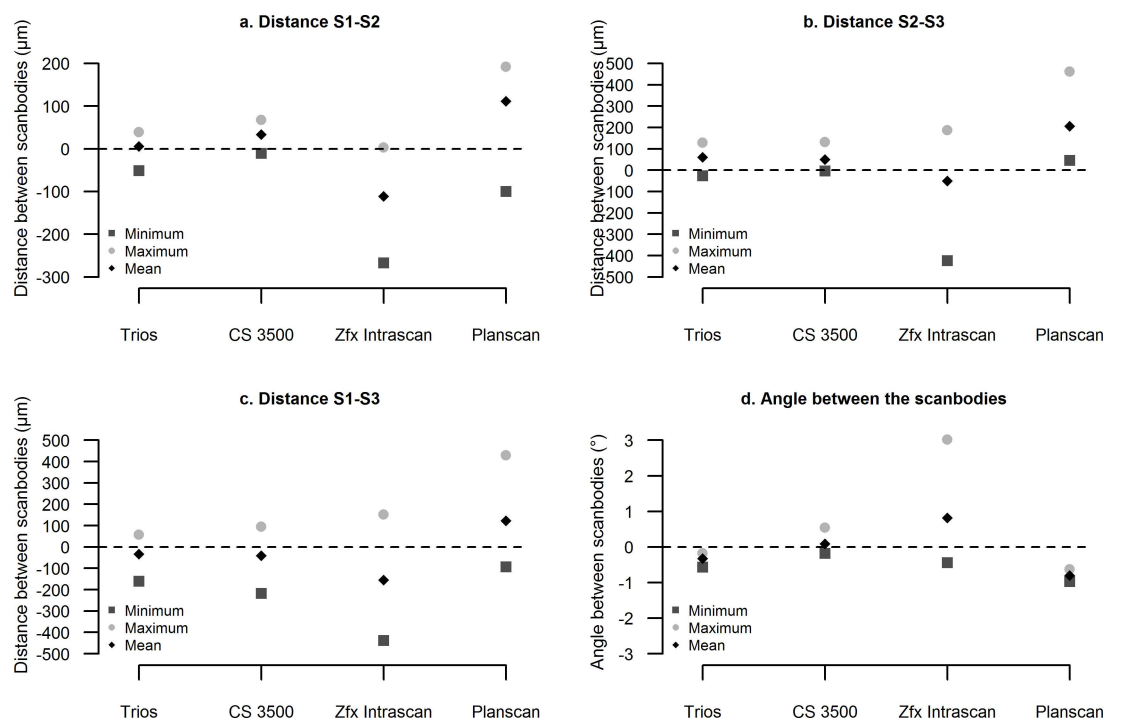 a. Distance S1-S2
Distance between scanbodies (µm)
200
100
0
-100
-200
-300
Minimum
Maximum
Mean
Trios CS 3500 Zfx Intrascan Planscan
b. Distance S2-S3
Distance between scanbodies (µm)
500
400
300
200
100
0
-100
-200
-300
-400
-500
Minimum
Maximum
Mean
Trios CS 3500 Zfx Intrascan Planscan
c. Distance S1-S3
Distance between scanbodies (µm)
500
400
300
200
100
0
-100
-200
-300
-400
-500
Minimum
Maximum
Mean
Trios CS 3500 Zfx Intrascan Planscan
d. Angle between the scanbodies
Angle between scanbodies (°)
3
2
1
0
-1
-2
-3
Minimum
Maximum
Mean
Trios CS 3500 Zfx Intrascan Planscan